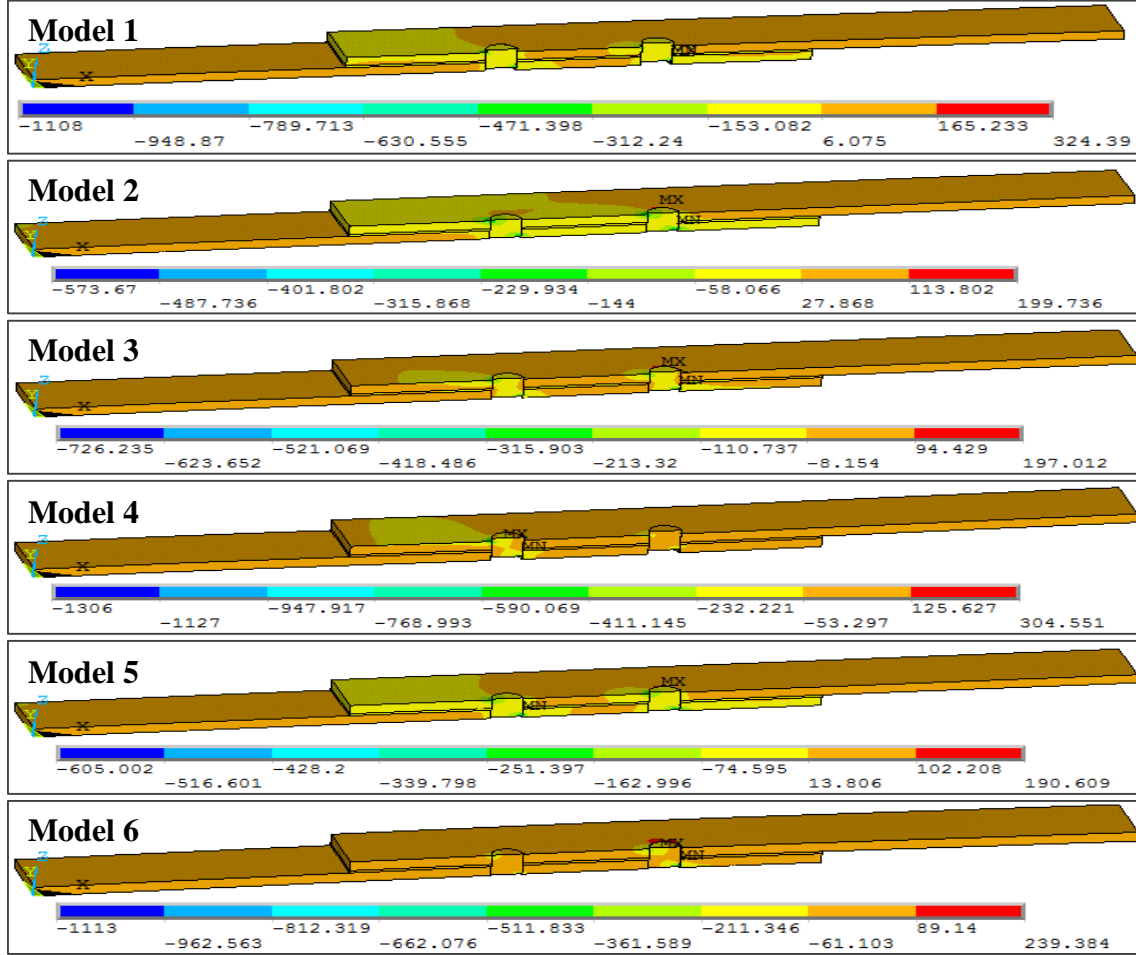 Model 1
Z
Y
X
MN
-1108 -789.713 -471.398 -153.082 165.233
-948.87 -630.555 -312.24 6.075 324.39
Model 2
Z
MX
Y
MN
X
-573.67 -401.802 -229.934 -58.066 113.802
-487.736 -315.868 -144 27.868 199.736
Model 3
Z
MX
Y
MN
X
-726.235 -521.069 -315.903 -110.737 94.429
-623.652 -418.486 -213.32 -8.154 197.012
Model 4
Z
MX
Y
MN
X
-1306 -947.917 -590.069 -232.221 125.627
-1127 -768.993 -411.145 -53.297 304.551
Model 5
Z
MX
Y
MN
X
-605.002 -428.2 -251.397 -74.595 102.208
-516.601 -339.798 -162.996 13.806 190.609
Model 6
Z
MX
Y
MN
X
-1113 -812.319 -511.833 -211.346 89.14
-962.563 -662.076 -361.589 -61.103 239.384